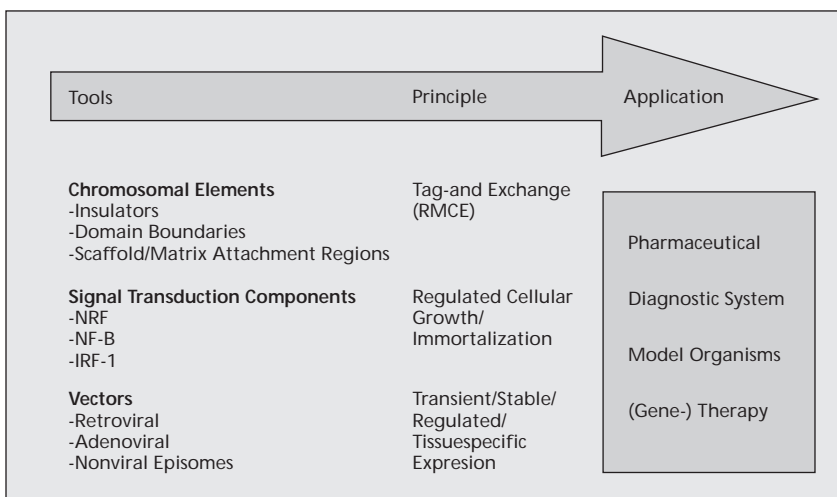 Tools
Principle
Application
Chromosomal Elements
-Insulators
-Domain Boundaries
-Scaffold/Matrix Attachment Regions
Tag-and Exchange
(RMCE)
Signal Transduction Components
-NRF
-NF-B
-IRF-1
Regulated Cellular
Growth/
Immortalization
Vectors
-Retroviral
-Adenoviral
-Nonviral Episomes
Transient/Stable/
Regulated/
Tissuespecific
Expresion
Pharmaceutical
Diagnostic System
Model Organisms
(Gene-) Therapy